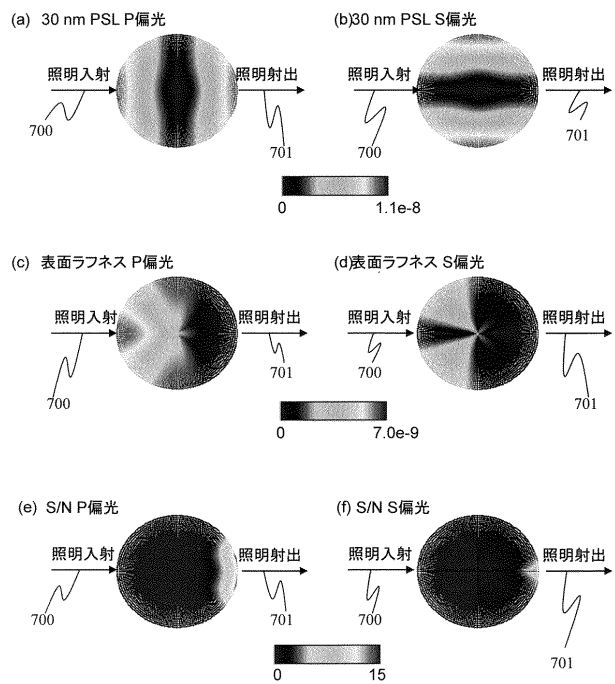 (a) 30 nm PSL P偏光
(b)30 nm PSL S偏光
照明入射
照明射出
照明入射
照明射出
700
701
700
701
0
1.1e-8
(c) 表面ラフネス P偏光
(d)表面ラフネス S偏光
照明入射
照明射出
照明入射
照明射出
700
701
700
701
0
7.0e-9
(e) S/N P偏光
(f) S/N S偏光
照明入射
照明射出
照明入射
照明射出
700
701
700
701
0
15